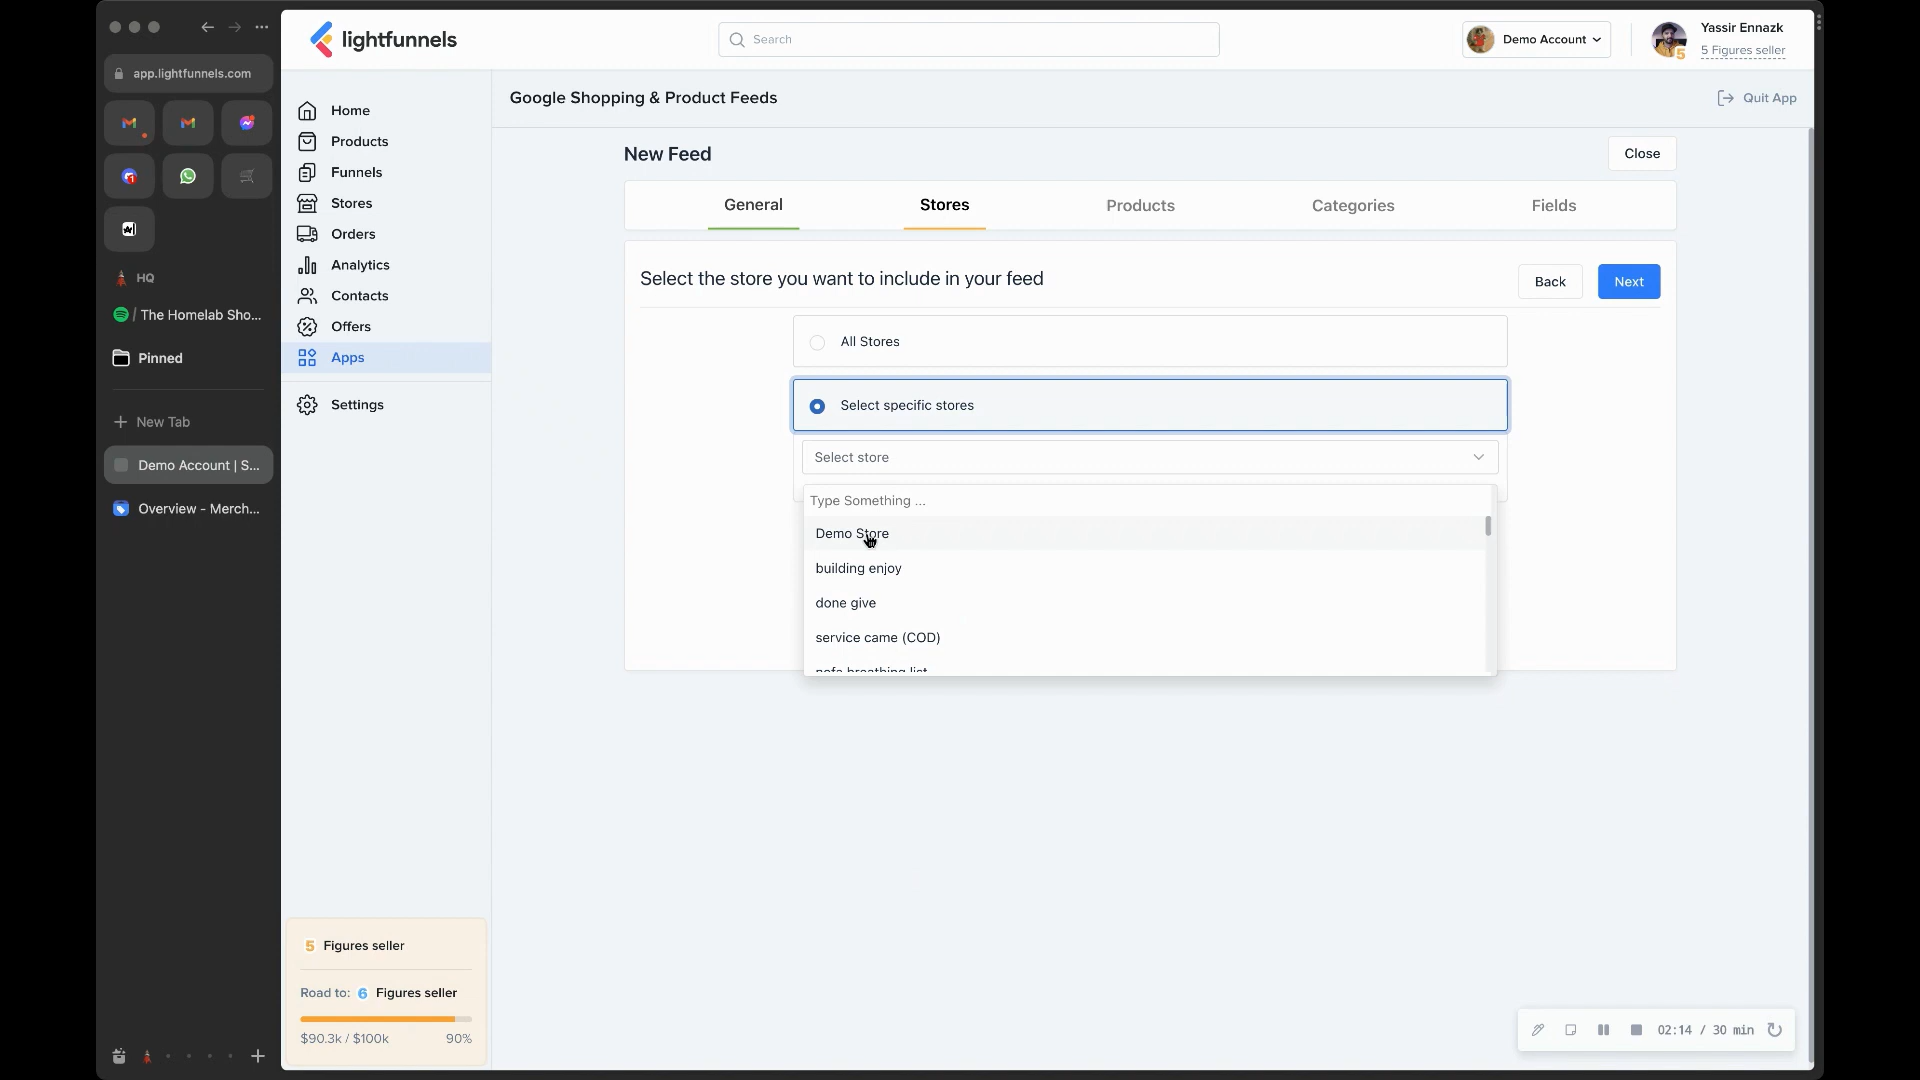 app.lightfunnels.com
HQ
/ The Homelab Sho...
Pinned
New Tab
Demo Account | S...
Overview - Merch...
lightfunnels
Search
Demo Account
Yassir Ennazk
5 Figures seller
5
Home
Products
Funnels
Stores
Orders
Analytics
Contacts
Offers
Apps
Settings
5 Figures seller
Road to: 6 Figures seller
$90.3k / $100k 90%
Google Shopping & Product Feeds
Quit App
New Feed
Close
General Stores Products Categories Fields
Select the store you want to include in your feed
Back
Next
All Stores
Select specific stores
Select store
Type Something ...
Demo Store
building enjoy
done give
service came (COD)
02:14 / 30 min